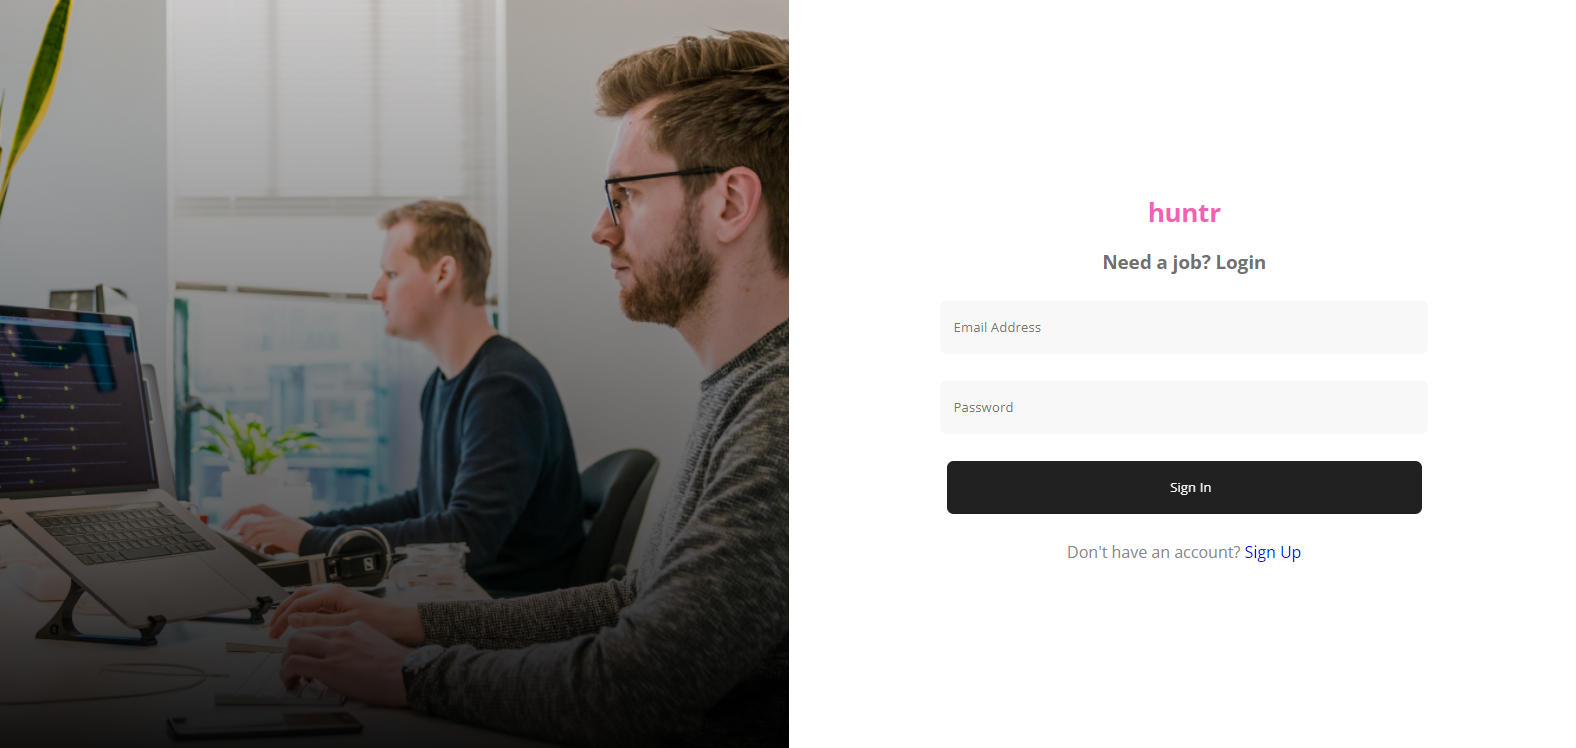 huntr
Need a job? Login
Email Address
Password
Sign In
Don't have an account? Sign Up